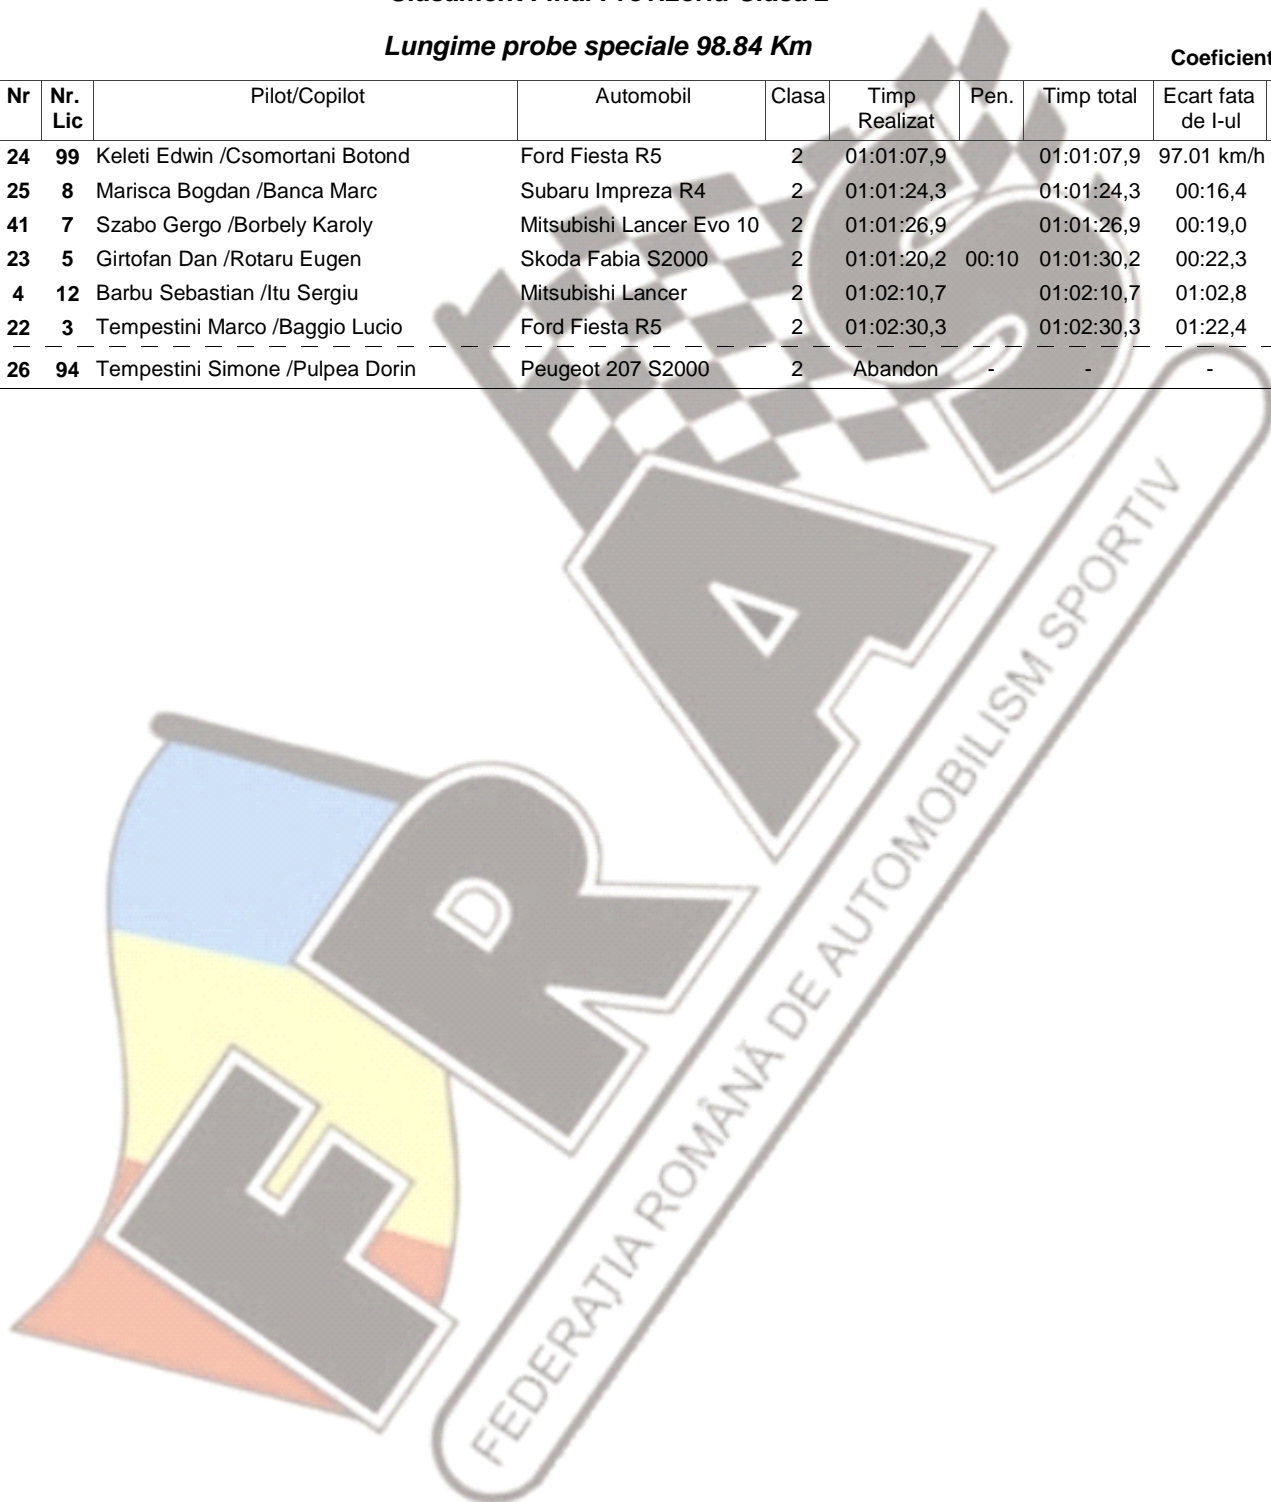 Lungime probe speciale 98.84 Km
Coeficient
Nr Nr. Lic Pilot/Copilot Automobil Clasa Timp Realizat Pen. Timp total Ecart fata de I-ul
24 99 Keleti Edwin /Csomortani Botond Ford Fiesta R5 2 01:01:07,9 01:01:07,9 97.01 km/h
25 8 Marisca Bogdan /Banca Marc Subaru Impreza R4 2 01:01:24,3 01:01:24,3 00:16,4
41 7 Szabo Gergo /Borbely Karoly Mitsubishi Lancer Evo 10 2 01:01:26,9 01:01:26,9 00:19,0
23 5 Girtofan Dan /Rotaru Eugen Skoda Fabia S2000 2 01:01:20,2 00:10 01:01:30,2 00:22,3
4 12 Barbu Sebastian /Itu Sergiu Mitsubishi Lancer 2 01:02:10,7 01:02:10,7 01:02,8
22 3 Tempestini Marco /Baggio Lucio Ford Fiesta R5 2 01:02:30,3 01:02:30,3 01:22,4
26 94 Tempestini Simone /Pulpea Dorin Peugeot 207 S2000 2 Abandon - - -
FRAS
FEDERAȚIA ROMÂNĂ DE AUTOMOBILISM SPORTIV